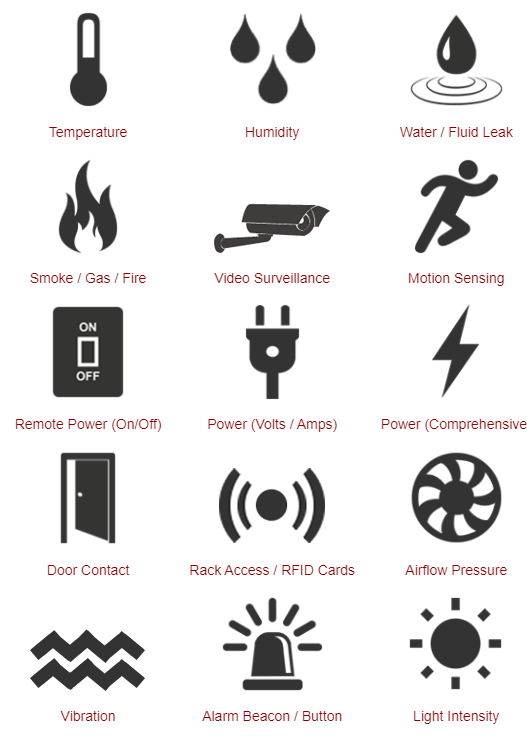 Temperature
Humidity
Water / Fluid Leak
Smoke / Gas / Fire
Video Surveillance
Motion Sensing
ON
OFF
Remote Power (On/Off)
Power (Volts / Amps)
Power (Comprehensive
Door Contact
Rack Access / RFID Cards
Airflow Pressure
Vibration
Alarm Beacon / Button
Light Intensity